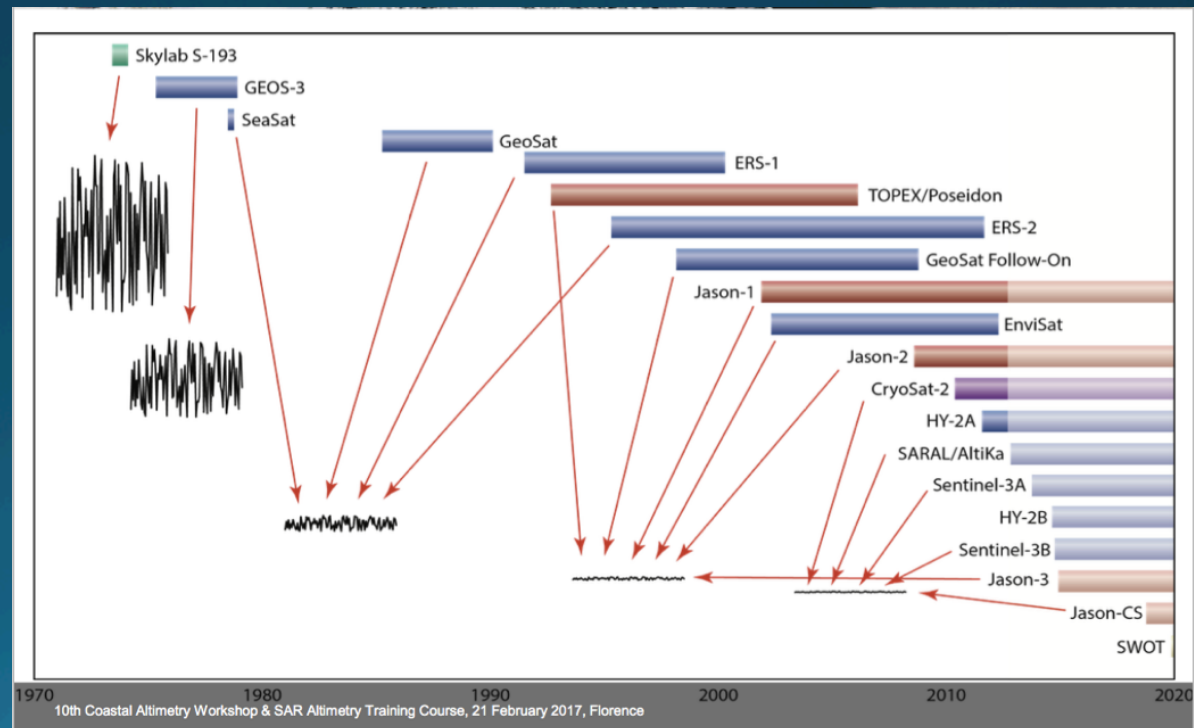 Skylab S-193
GEOS-3
SeaSat
GeoSat
ERS-1
TOPEX/Poseidon
ERS-2
GeoSat Follow-On
Jason-1
EnviSat
Jason-2
CryoSat-2
HY-2A
SARAL/AltiKa
Sentinel-3A
HY-2B
Sentinel-3B
Jason-3
Jason-CS
SWOT
1970 1980 1990 2000 2010 2020
10th Coastal Altimetry Workshop & SAR Altimetry Training Course, 21 February 2017, Florence